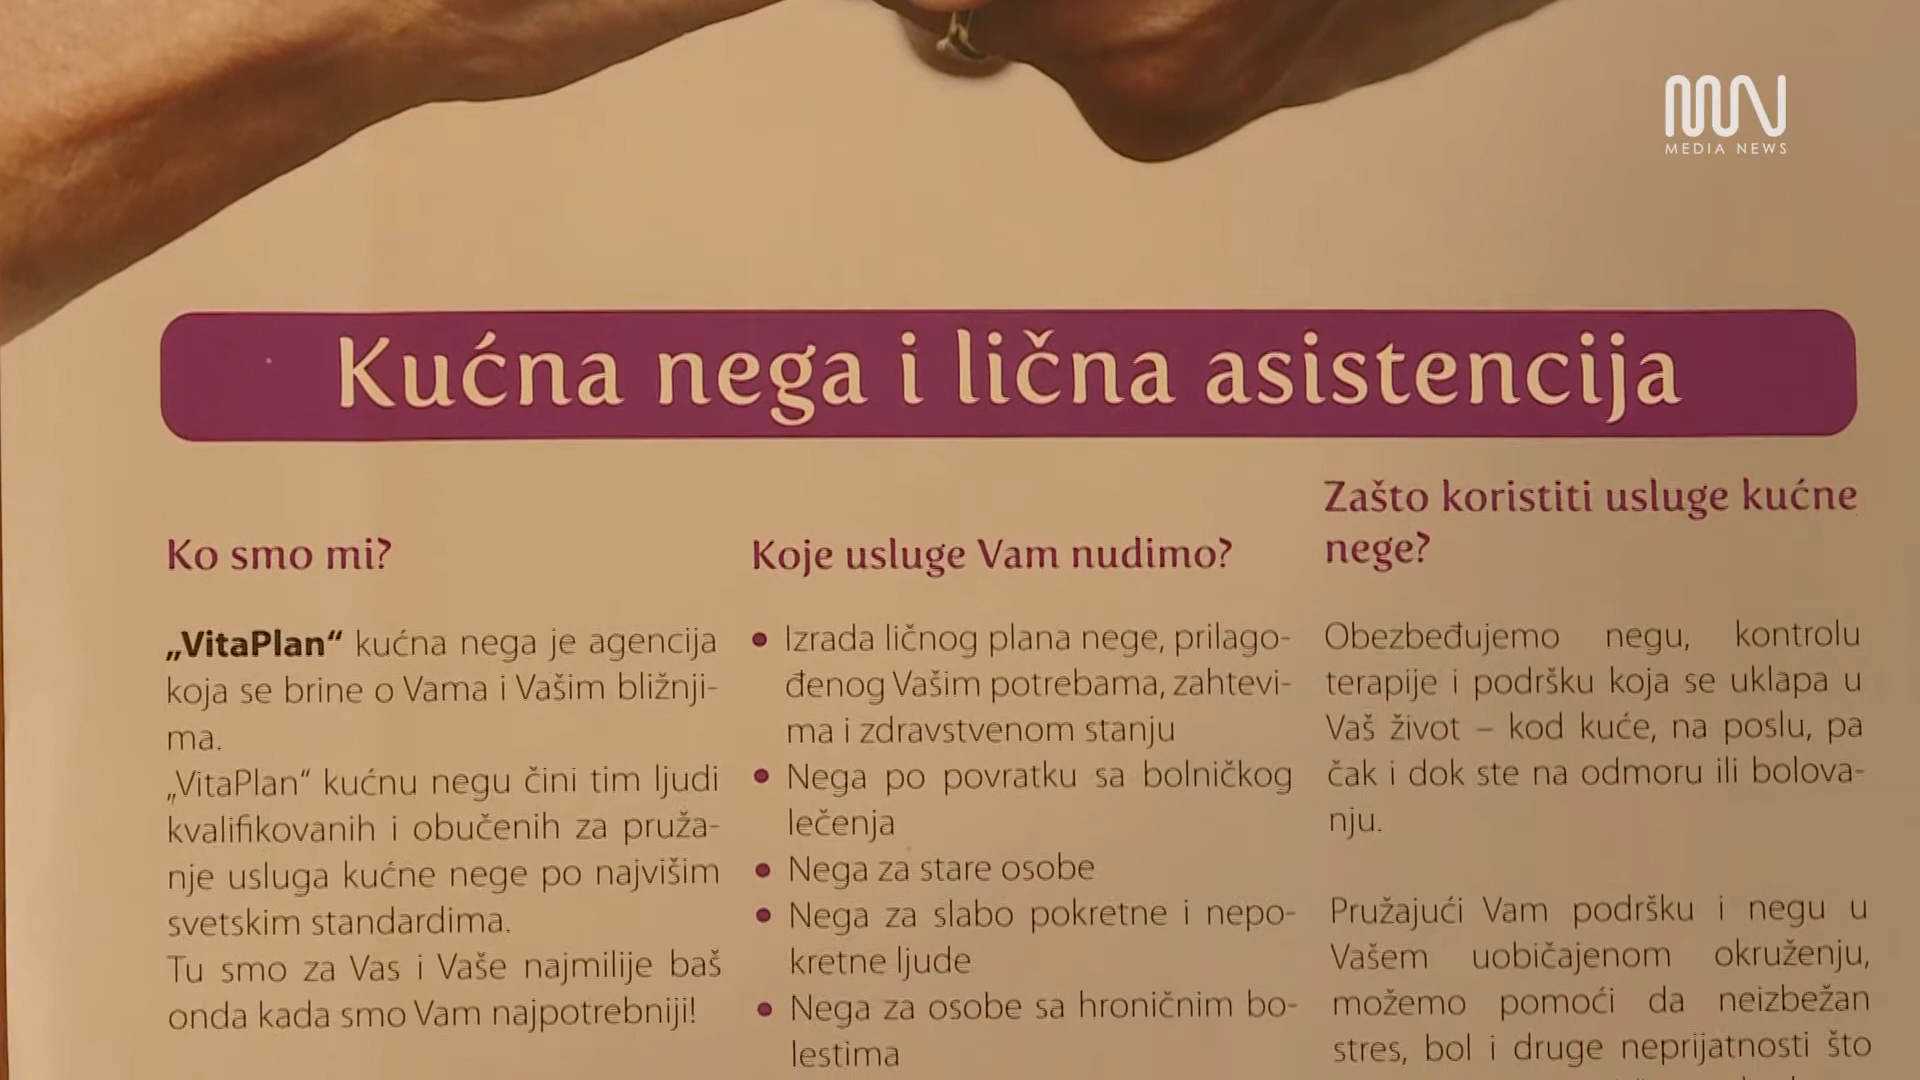 MEDIA NEWS
Kućna nega i lična asistencija
Ko smo mi?
„VitaPlan“ kućna nega je agencija
koja se brine o Vama i Vašim bližnji-
ma.
„VitaPlan“ kućnu negu čini tim ljudi
kvalifikovanih i obučenih za pruža-
nje usluga kućne nege po najvišim
svetskim standardima.
Tu smo za Vas i Vaše najmilije baš
onda kada smo Vam najpotrebniji!
Koje usluge Vam nudimo?
• Izrada ličnog plana nege, prilago-
đenog Vašim potrebama, zahtevi-
ma i zdravstvenom stanju
• Nega po povratku sa bolničkog
lečenja
• Nega za stare osobe
• Nega za slabo pokretne i nepo-
kretne ljude
• Nega za osobe sa hroničnim bo-
lestima
Zašto koristiti usluge kućne
nege?
Obezbeđujemo negu, kontrolu
terapije i podršku koja se uklapa u
Vaš život – kod kuće, na poslu, pa
čak i dok ste na odmoru ili bolova-
nju.
Pružajući Vam podršku i negu u
Vašem uobičajenom okruženju,
možemo pomoći da neizbežan
stres, bol i druge neprijatnosti što